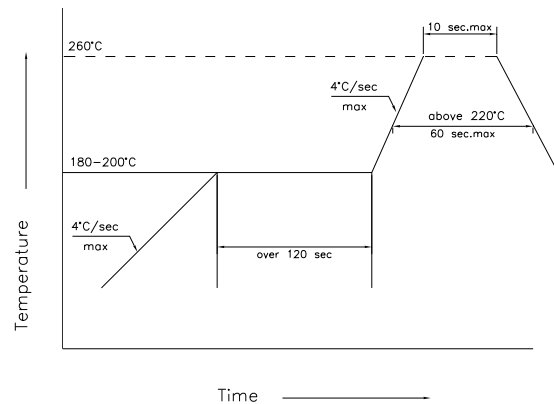 10 sec.max
260°C
4°C/sec
max
above 220°C
60 sec.max
180-200°C
4°C/sec
max
over 120 sec
Temperature
Time